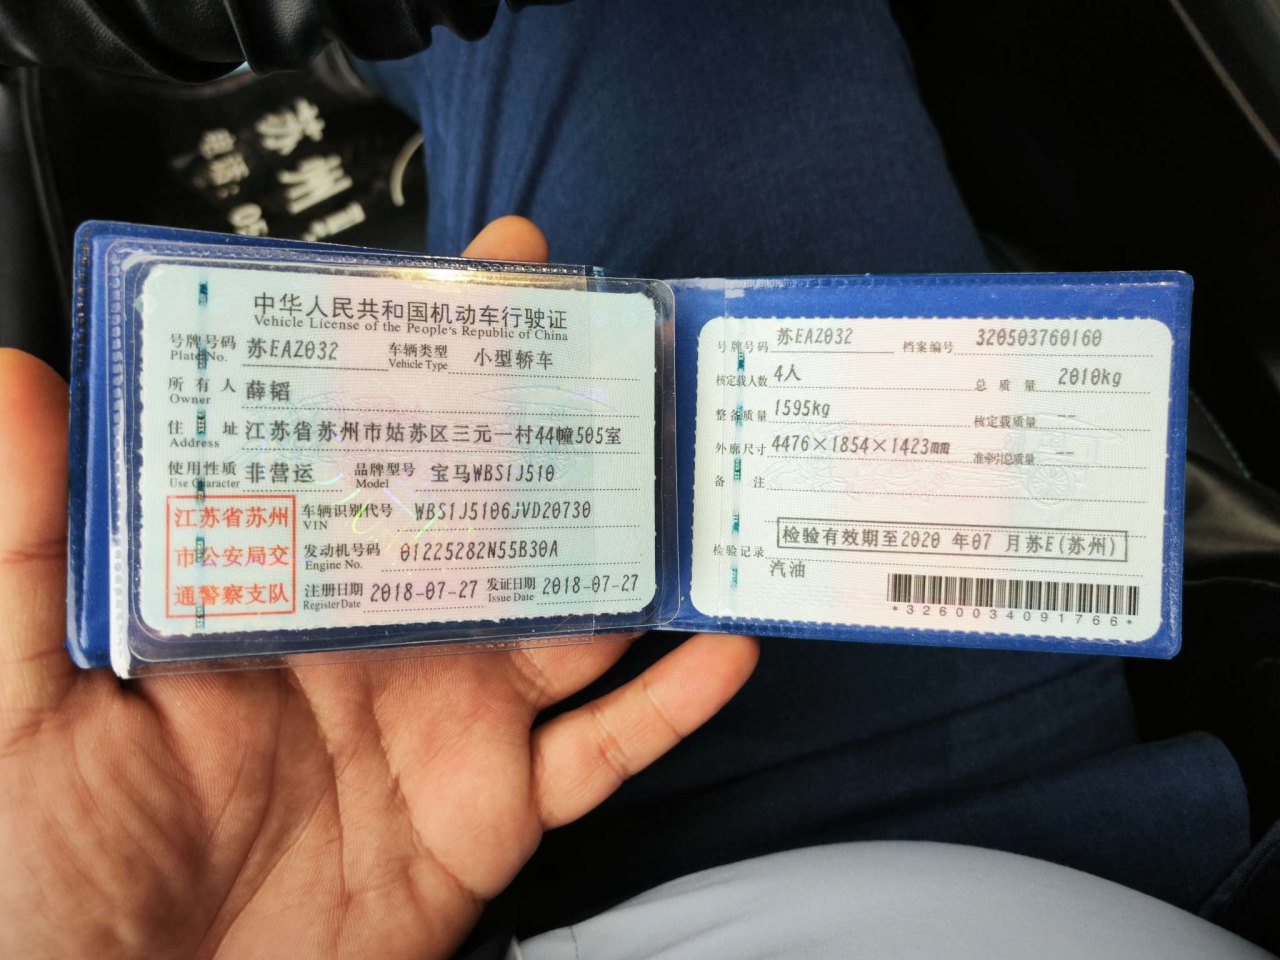 苏州
电话: 05
中华人民共和国机动车行驶证
Vehicle License of the People's Republic of China
号牌号码 苏EAZ032 车辆类型 小型轿车
Plate No. Vehicle Type
所有人 薛韬
Owner
住址 江苏省苏州市姑苏区三元一村44幢505室
Address
使用性质 非营运 品牌型号 宝马WBS1J510
Use Character Model
江苏省苏州
市公安局交
通警察支队
车辆识别代号 WBS1J5106JVD20730
VIN
发动机号码 01225282N55B30A
Engine No.
注册日期 2018-07-27 发证日期 2018-07-27
Register Date Issue Date
号牌号码 苏EAZ032 档案编号 320503760160
核定载人数 4人 总质量 2010kg
整备质量 1595kg 核定载质量 --
外廓尺寸 4476×1854×1423mm 准牵引总质量 --
备注
检验记录 检验有效期至2020 年07 月苏E(苏州)
汽油
*3260034091766*